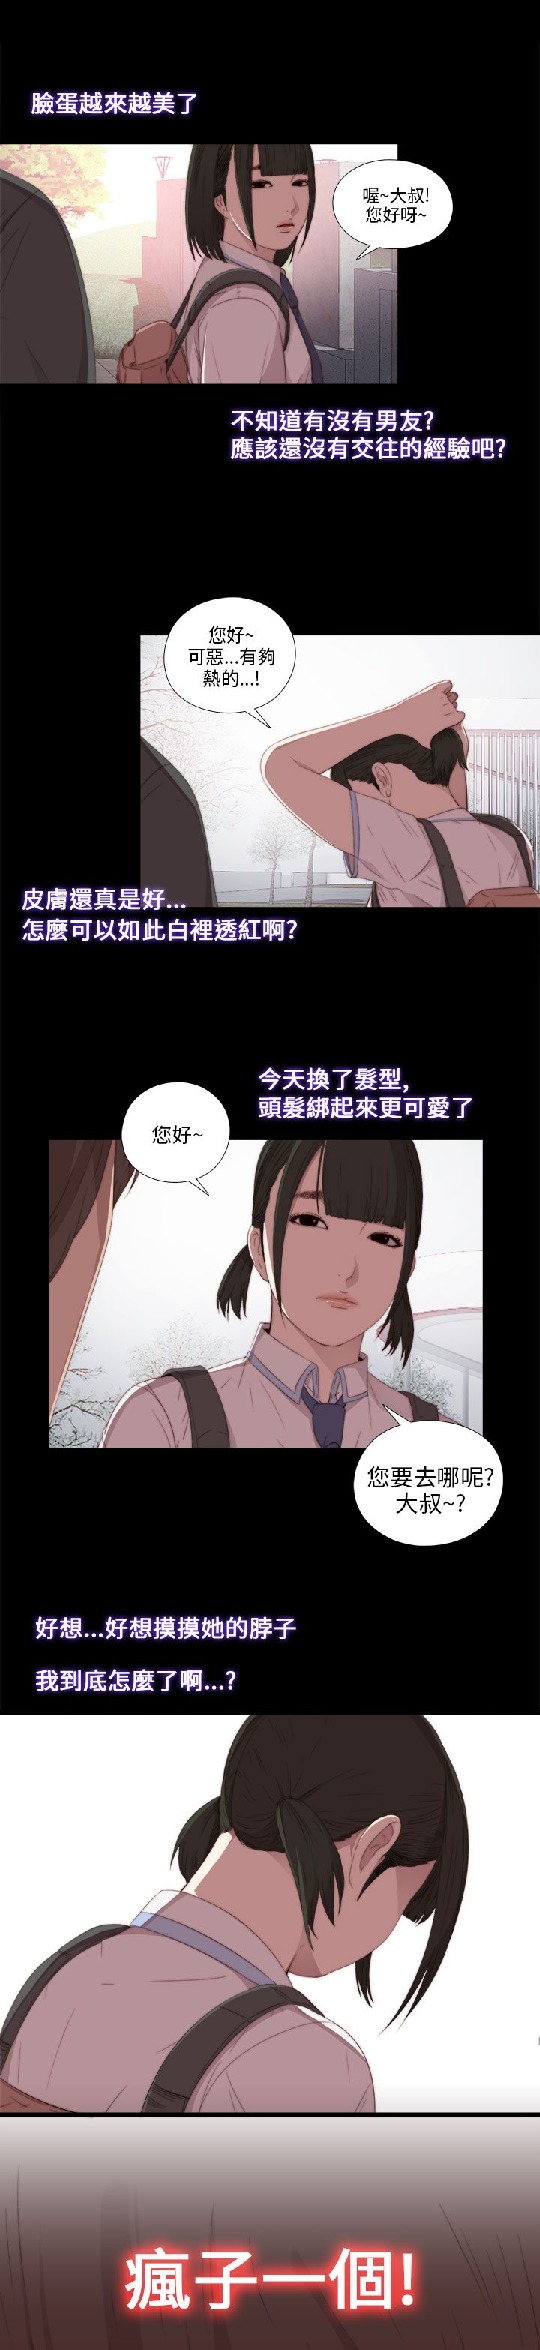 臉蛋越來越美了
喔~大叔!
您好呀~
不知道有沒有男友?
應該還沒有交往的經驗吧?
您好~
可惡...有夠
熱的...!
皮膚還真是好...
怎麼可以如此白裡透紅啊?
今天換了髮型,
頭髮綁起來更可愛了
您好~
您要去哪呢?
大叔~?
好想...好想摸摸她的脖子
我到底怎麼了啊...?
瘋子一個!